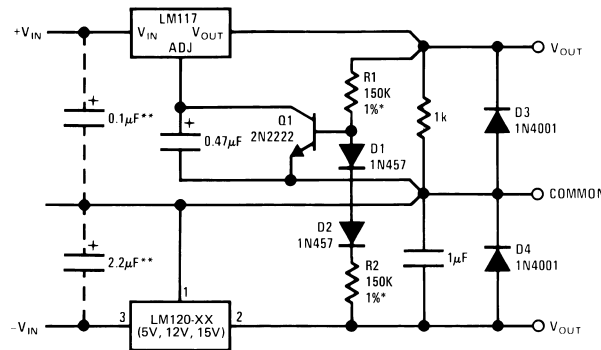 LM117
+VIN
VIN VOUT
ADJ
VOUT
R1
150K
1%*
0.1µF**
0.47µF
Q1
2N2222
1k
D3
1N4001
D1
1N457
COMMON
D2
1N457
2.2µF**
1µF
D4
1N4001
R2
150K
1%*
1
-VIN
3
LM120-XX
(5V, 12V, 15V)
2
VOUT